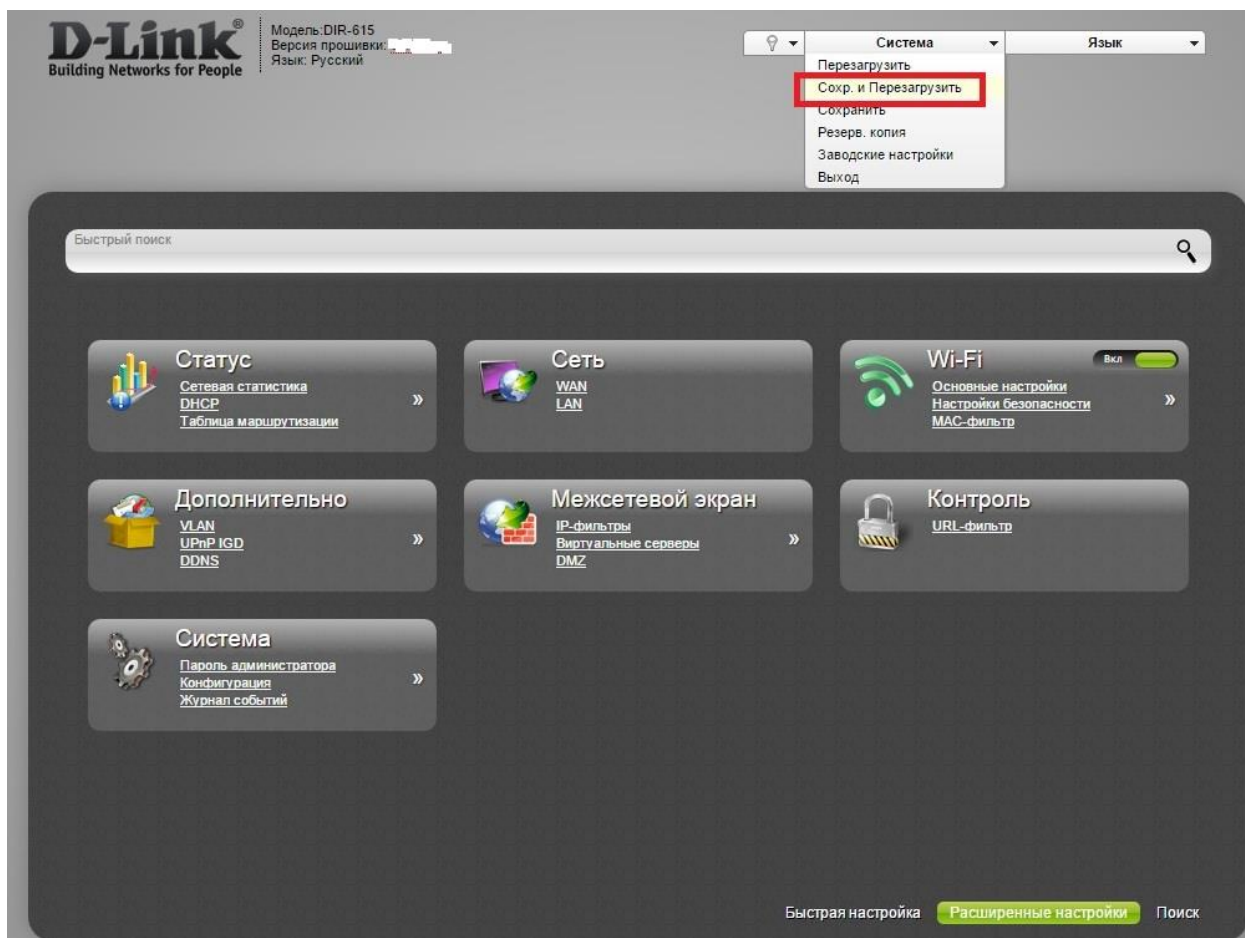 D-Link®
Building Networks for People
Модель:DIR-615
Версия прошивки:
Язык: Русский
Система
Язык
Перезагрузить
Сохр. и Перезагрузить
Сохранить
Резерв. копия
Заводские настройки
Выход
Быстрый поиск
Статус
Сетевая статистика
DHCP
Таблица маршрутизации
»
Сеть
WAN
LAN
Wi-Fi
Вкл
Основные настройки
Настройки безопасности
MAC-фильтр
»
Дополнительно
VLAN
UPnP IGD
DDNS
»
Межсетевой экран
IP-фильтры
Виртуальные серверы
DMZ
»
Контроль
URL-фильтр
Система
Пароль администратора
Конфигурация
Журнал событий
»
Быстрая настройка Расширенные настройки Поиск